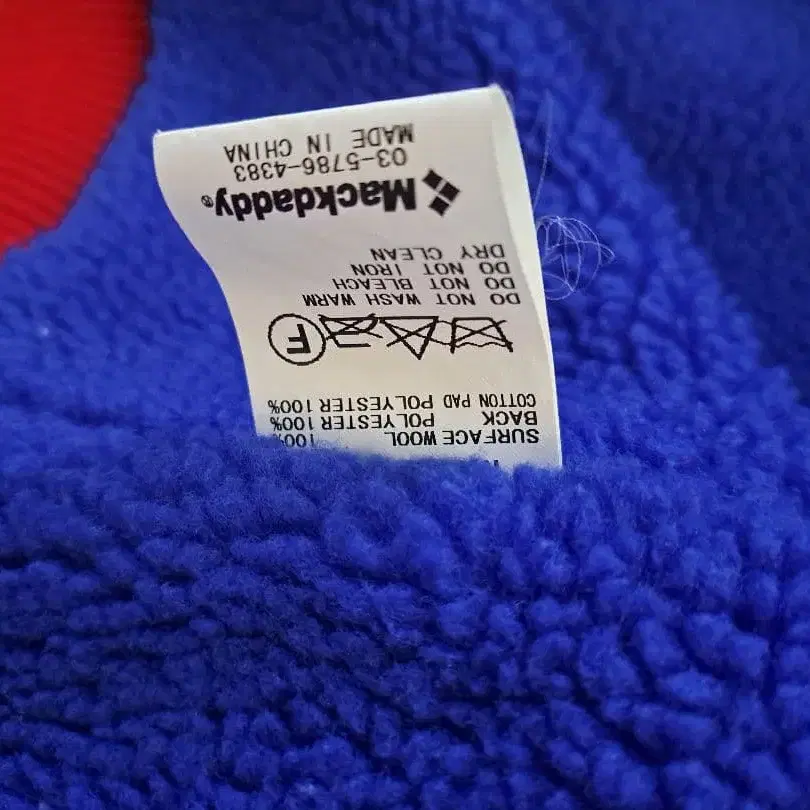 SURFACE WOOL 100%
BACK POLYESTER 100%
COTTON PAD POLYESTER 100%
F
DO NOT WASH WARM
DO NOT BLEACH
DO NOT IRON
DRY CLEAN
Mackdaddy®
03-5786-4383
MADE IN CHINA